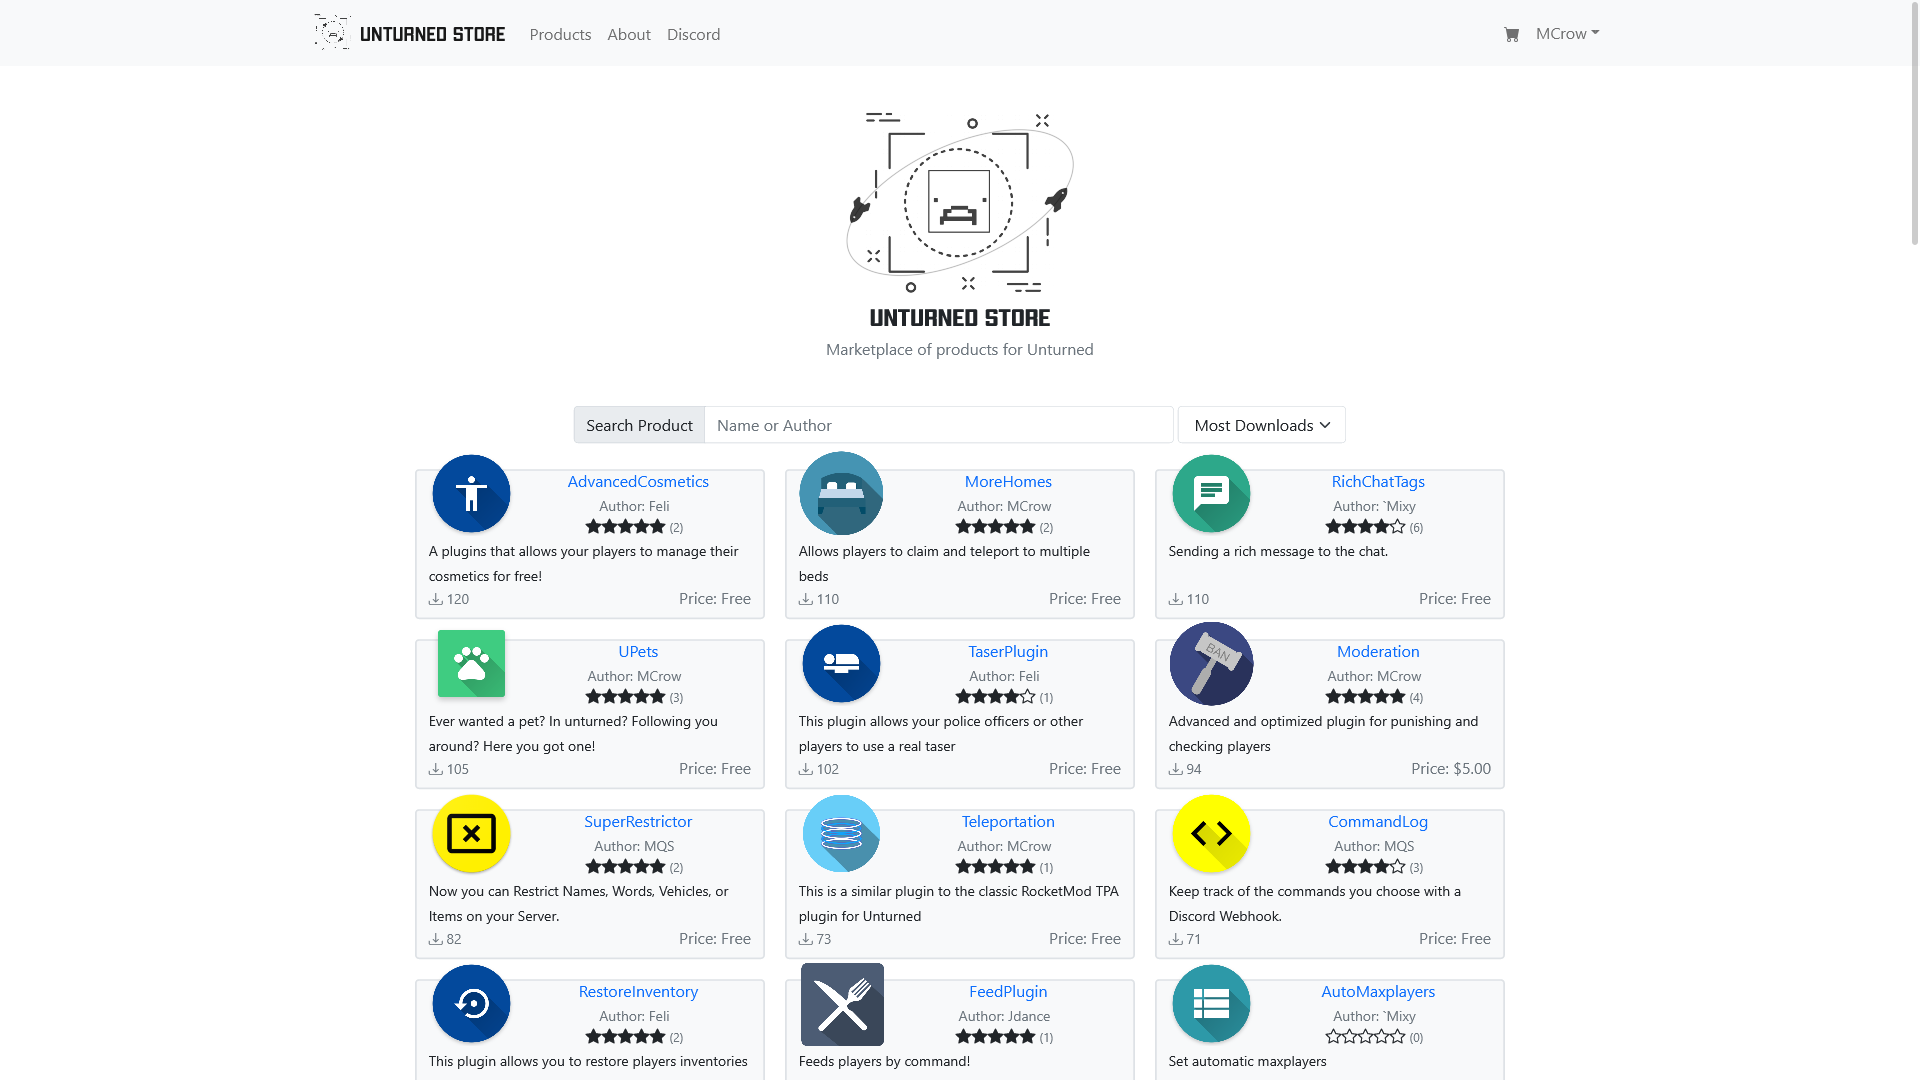 UNTURNED STORE
Products
About
Discord
MCrow
UNTURNED STORE
Marketplace of products for Unturned
Search Product
Name or Author
Most Downloads
AdvancedCosmetics
Author: Feli
(2)
A plugins that allows your players to manage their
cosmetics for free!
120
Price: Free
MoreHomes
Author: MCrow
(2)
Allows players to claim and teleport to multiple
beds
110
Price: Free
RichChatTags
Author: `Mixy
(6)
Sending a rich message to the chat.
110
Price: Free
UPets
Author: MCrow
(3)
Ever wanted a pet? In unturned? Following you
around? Here you got one!
105
Price: Free
TaserPlugin
Author: Feli
(1)
This plugin allows your police officers or other
players to use a real taser
102
Price: Free
BAN
Moderation
Author: MCrow
(4)
Advanced and optimized plugin for punishing and
checking players
94
Price: $5.00
SuperRestrictor
Author: MQS
(2)
Now you can Restrict Names, Words, Vehicles, or
Items on your Server.
82
Price: Free
Teleportation
Author: MCrow
(1)
This is a similar plugin to the classic RocketMod TPA
plugin for Unturned
73
Price: Free
CommandLog
Author: MQS
(3)
Keep track of the commands you choose with a
Discord Webhook.
71
Price: Free
RestoreInventory
Author: Feli
(2)
This plugin allows you to restore players inventories
FeedPlugin
Author: Jdance
(1)
Feeds players by command!
AutoMaxplayers
Author: `Mixy
(0)
Set automatic maxplayers